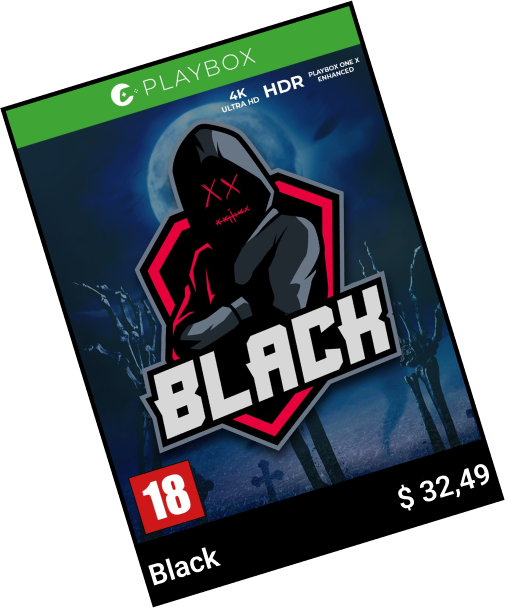 PLAYBOX
4K
ULTRA HD
HDR
PLAYBOX ONE X
ENHANCED
BLACK
18
$ 32,49
Black